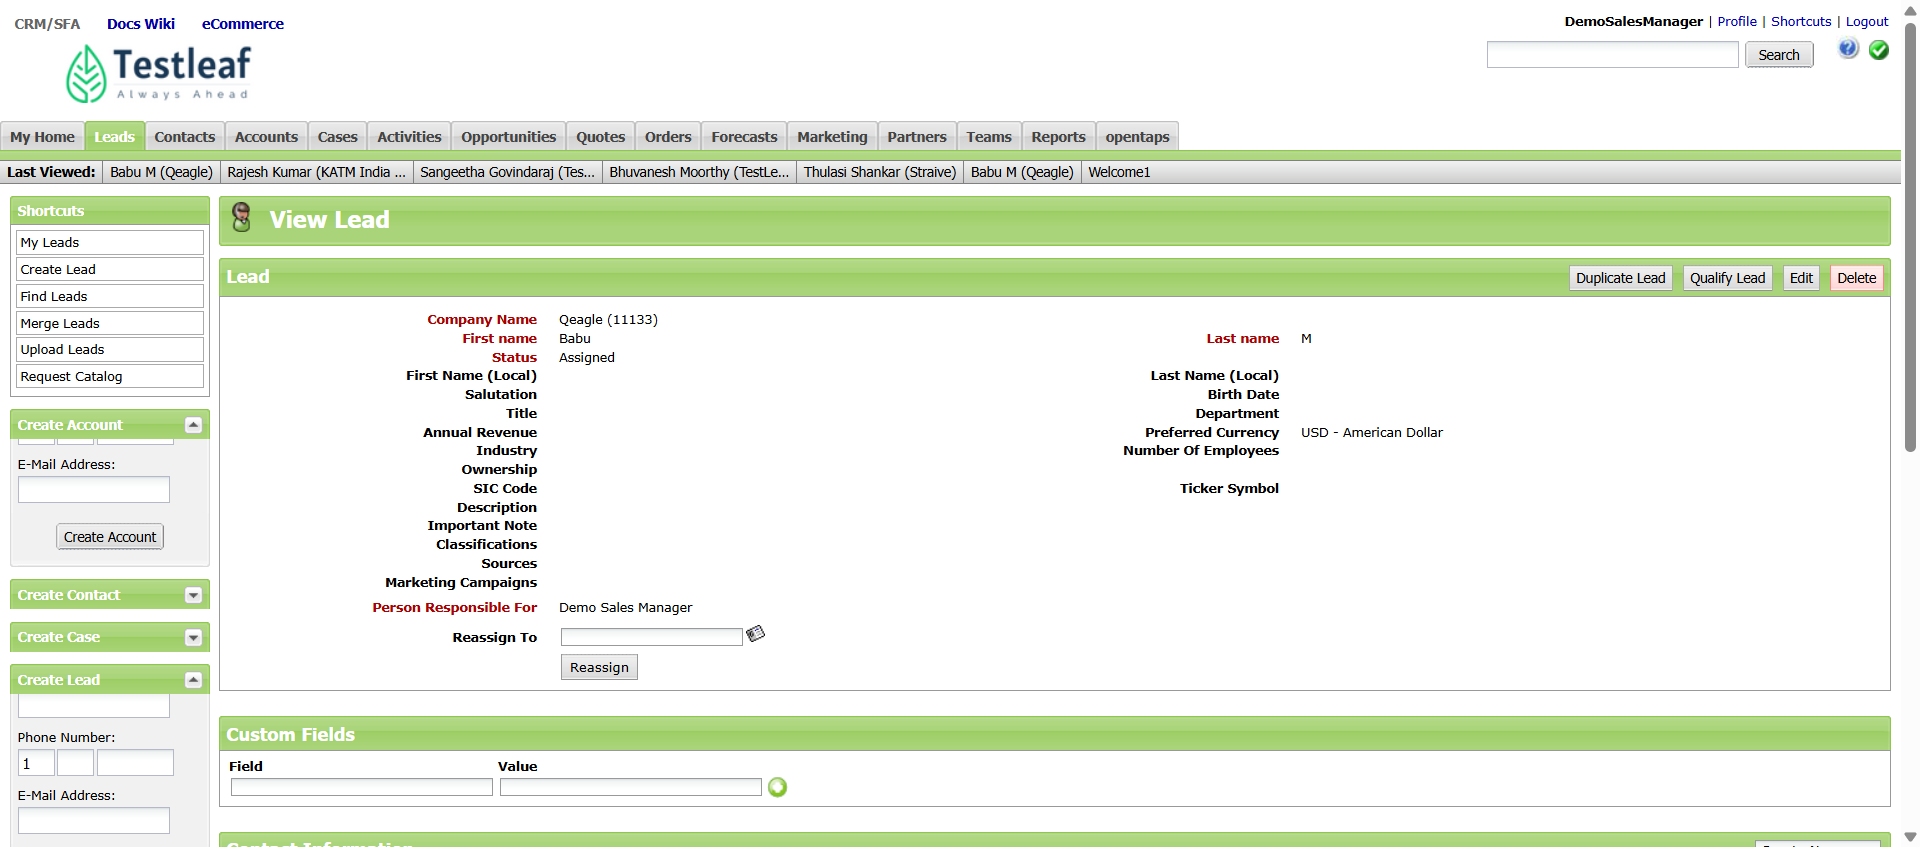 CRM/SFA Docs Wiki eCommerce
DemoSalesManager | Profile | Shortcuts | Logout
Testleaf
Always Ahead
Search
My Home Leads Contacts Accounts Cases Activities Opportunities Quotes Orders Forecasts Marketing Partners Teams Reports opentaps
Last Viewed: Babu M (Qeagle) Rajesh Kumar (KATM India ... Sangeetha Govindaraj (Tes... Bhuvanesh Moorthy (TestLe... Thulasi Shankar (Straive) Babu M (Qeagle) Welcome1
Shortcuts
My Leads
Create Lead
Find Leads
Merge Leads
Upload Leads
Request Catalog
Create Account
E-Mail Address:
Create Account
Create Contact
Create Case
Create Lead
Phone Number:
1
E-Mail Address:
View Lead
Lead
Duplicate Lead Qualify Lead Edit Delete
Company Name Qeagle (11133)
First name Babu Last name M
Status Assigned
First Name (Local) Last Name (Local)
Salutation Birth Date
Title Department
Annual Revenue Preferred Currency USD - American Dollar
Industry Number Of Employees
Ownership
SIC Code Ticker Symbol
Description
Important Note
Classifications
Sources
Marketing Campaigns
Person Responsible For Demo Sales Manager
Reassign To
Reassign
Custom Fields
Field Value
Contact Information